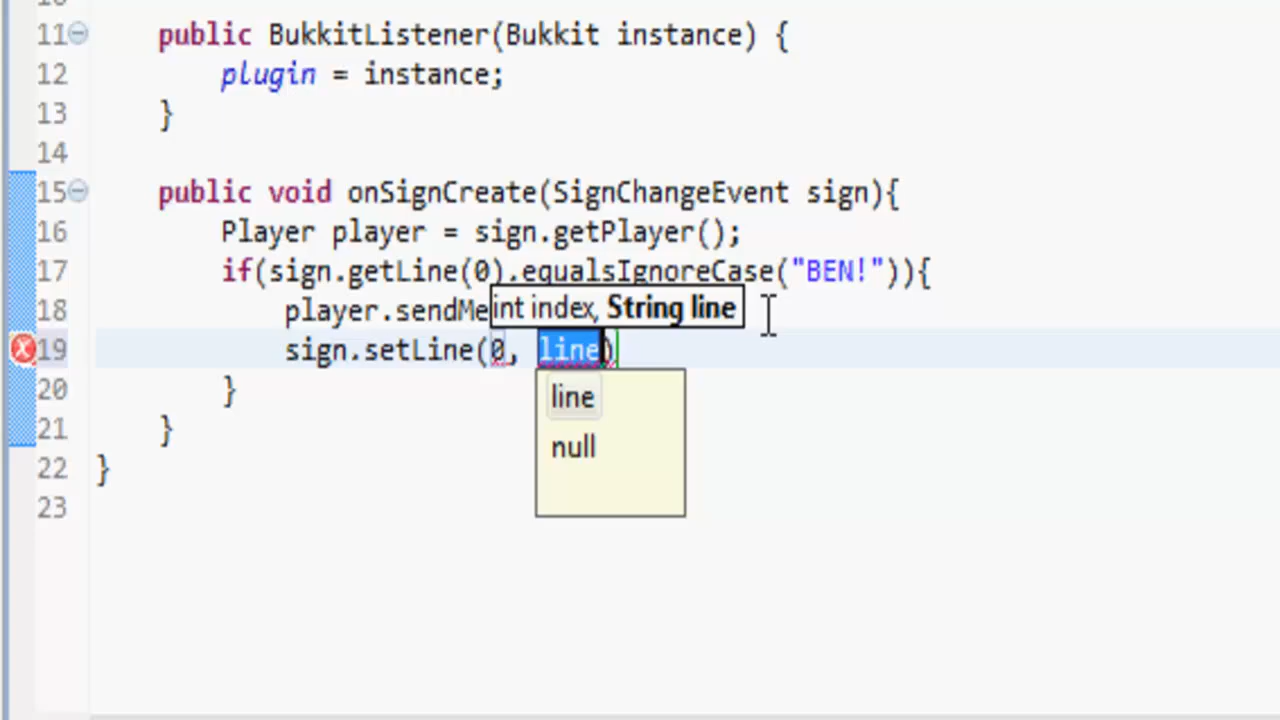 11 public BukkitListener(Bukkit instance) {
12 plugin = instance;
13 }
14
15 public void onSignCreate(SignChangeEvent sign){
16 Player player = sign.getPlayer();
17 if(sign.getLine(0).equalsIgnoreCase("BEN!")){
18 player.sendMe
int index, String line
19 sign.setLine(0, line)
line
20 }
null
21 }
22 }
23